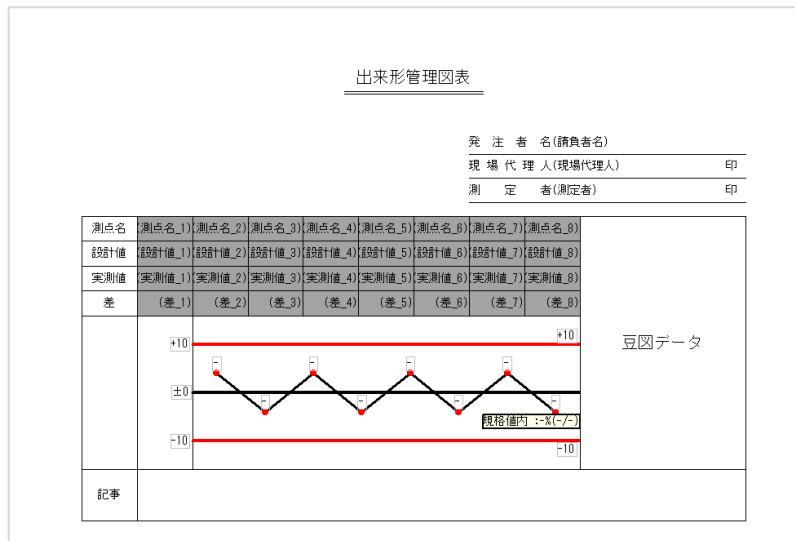 出来形管理図表
発 注 者 名(請負者名)
現 場 代 理 人(現場代理人) 印
測 定 者(測定者) 印
測点名 (測点名_1) (測点名_2) (測点名_3) (測点名_4) (測点名_5) (測点名_6) (測点名_7) (測点名_8)
設計値 (設計値_1) (設計値_2) (設計値_3) (設計値_4) (設計値_5) (設計値_6) (設計値_7) (設計値_8)
実測値 (実測値_1) (実測値_2) (実測値_3) (実測値_4) (実測値_5) (実測値_6) (実測値_7) (実測値_8)
差 (差_1) (差_2) (差_3) (差_4) (差_5) (差_6) (差_7) (差_8)
+10 +10
豆図データ
- - - -
±0
- - - -
規格値内 :-%(-/-)
-10 -10
記事